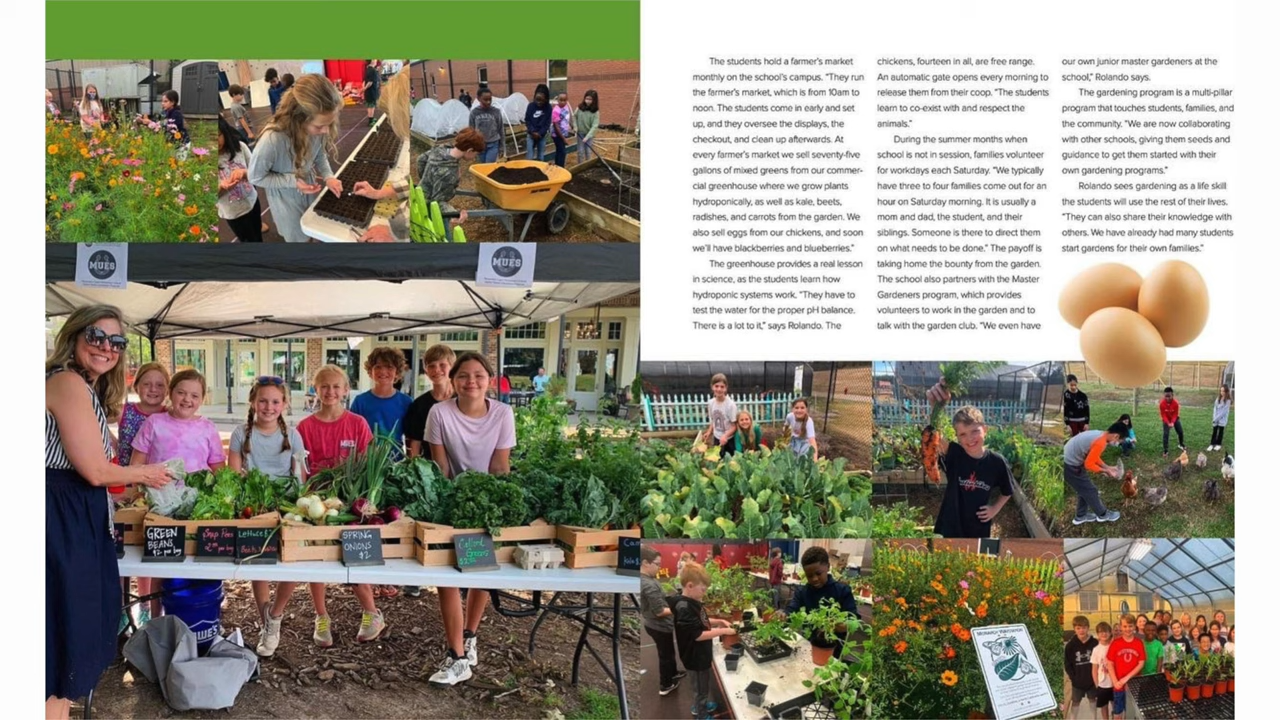 The students hold a farmer's market
monthly on the school's campus. "They run
the farmer's market, which is from 10am to
noon. The students come in early and set
up, and they oversee the displays, the
checkout, and clean up afterwards. At
every farmer's market we sell seventy-five
gallons of mixed greens from our commer-
cial greenhouse where we grow plants
hydroponically, as well as kale, beets,
radishes, and carrots from the garden. We
also sell eggs from our chickens, and soon
we'll have blackberries and blueberries."
The greenhouse provides a real lesson
in science, as the students learn how
hydroponic systems work. "They have to
test the water for the proper pH balance.
There is a lot to it," says Rolando. The
chickens, fourteen in all, are free range.
An automatic gate opens every morning to
release them from their coop. "The students
learn to co-exist with and respect the
animals."
During the summer months when
school is not in session, families volunteer
for workdays each Saturday. "We typically
have three to four families come out for an
hour on Saturday morning. It is usually a
mom and dad, the student, and their
siblings. Someone is there to direct them
on what needs to be done." The payoff is
taking home the bounty from the garden.
The school also partners with the Master
Gardeners program, which provides
volunteers to work in the garden and to
talk with the garden club. "We even have
our own junior master gardeners at the
school," Rolando says.
The gardening program is a multi-pillar
program that touches students, families, and
the community. "We are now collaborating
with other schools, giving them seeds and
guidance to get them started with their
own gardening programs."
Rolando sees gardening as a life skill
the students will use the rest of their lives.
"They can also share their knowledge with
others. We have already had many students
start gardens for their own families."
MUES
MUES
GREEN
BEANS
$2 per bag
SPRING
ONIONS
$2